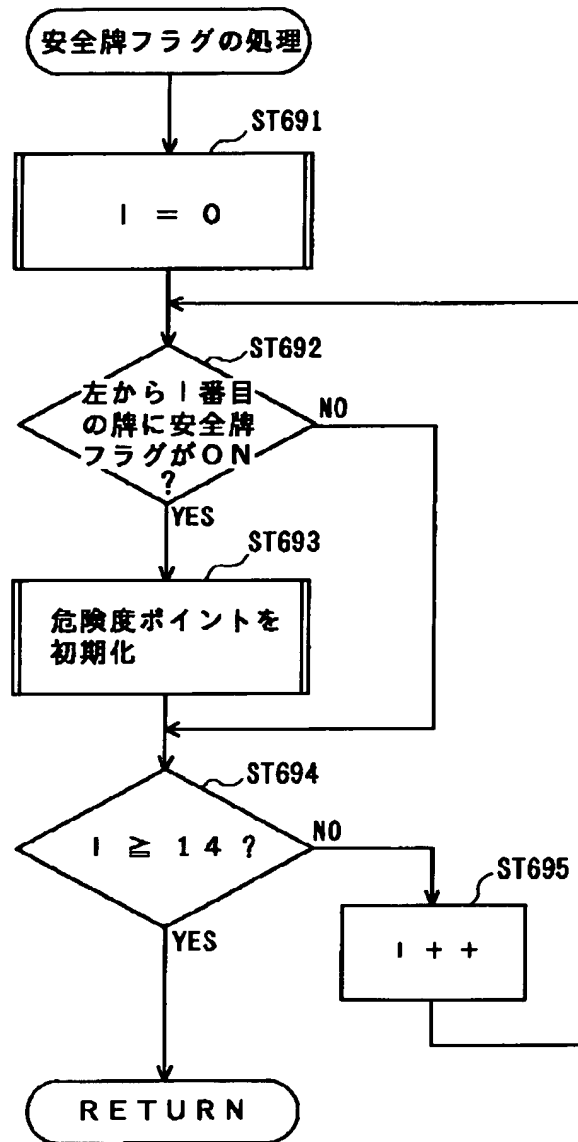 安全牌フラグの処理
ST691
I = 0
ST692
左からI番目
の牌に安全牌
フラグがON
?
NO
YES
ST693
危険度ポイントを
初期化
ST694
I ≧ 14 ?
NO
YES
ST695
I + +
RETURN